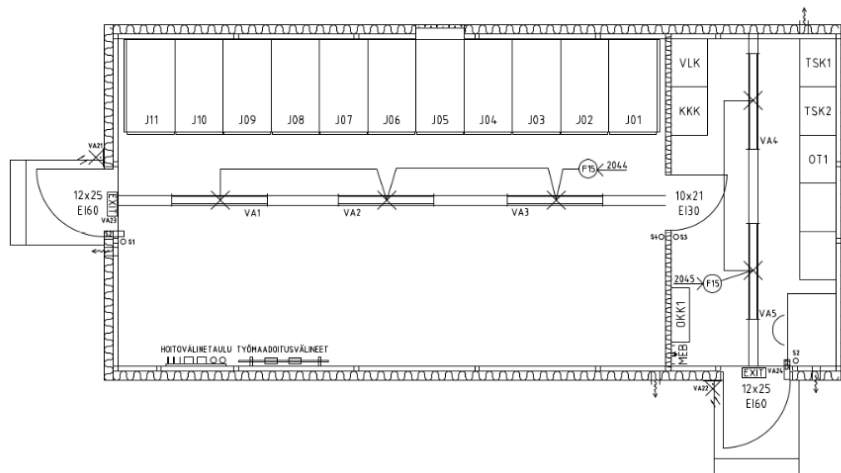 VLK
TSK1
KKK
TSK2
J11 J10 J09 J08 J07 J06 J05 J04 J03 J02 J01
VA4
VA21
OT1
F15 2044
12x25
EI60
EXIT
VA23
10x21
EI30
VA1 VA2 VA3
S1
S4 S3
2045 F15
OKK1
VA5
HOITOVÄLINETAULU TYÖMAADOITUSVÄLINEET
MEB
S2
EXIT
VA24
VA22
12x25
EI60